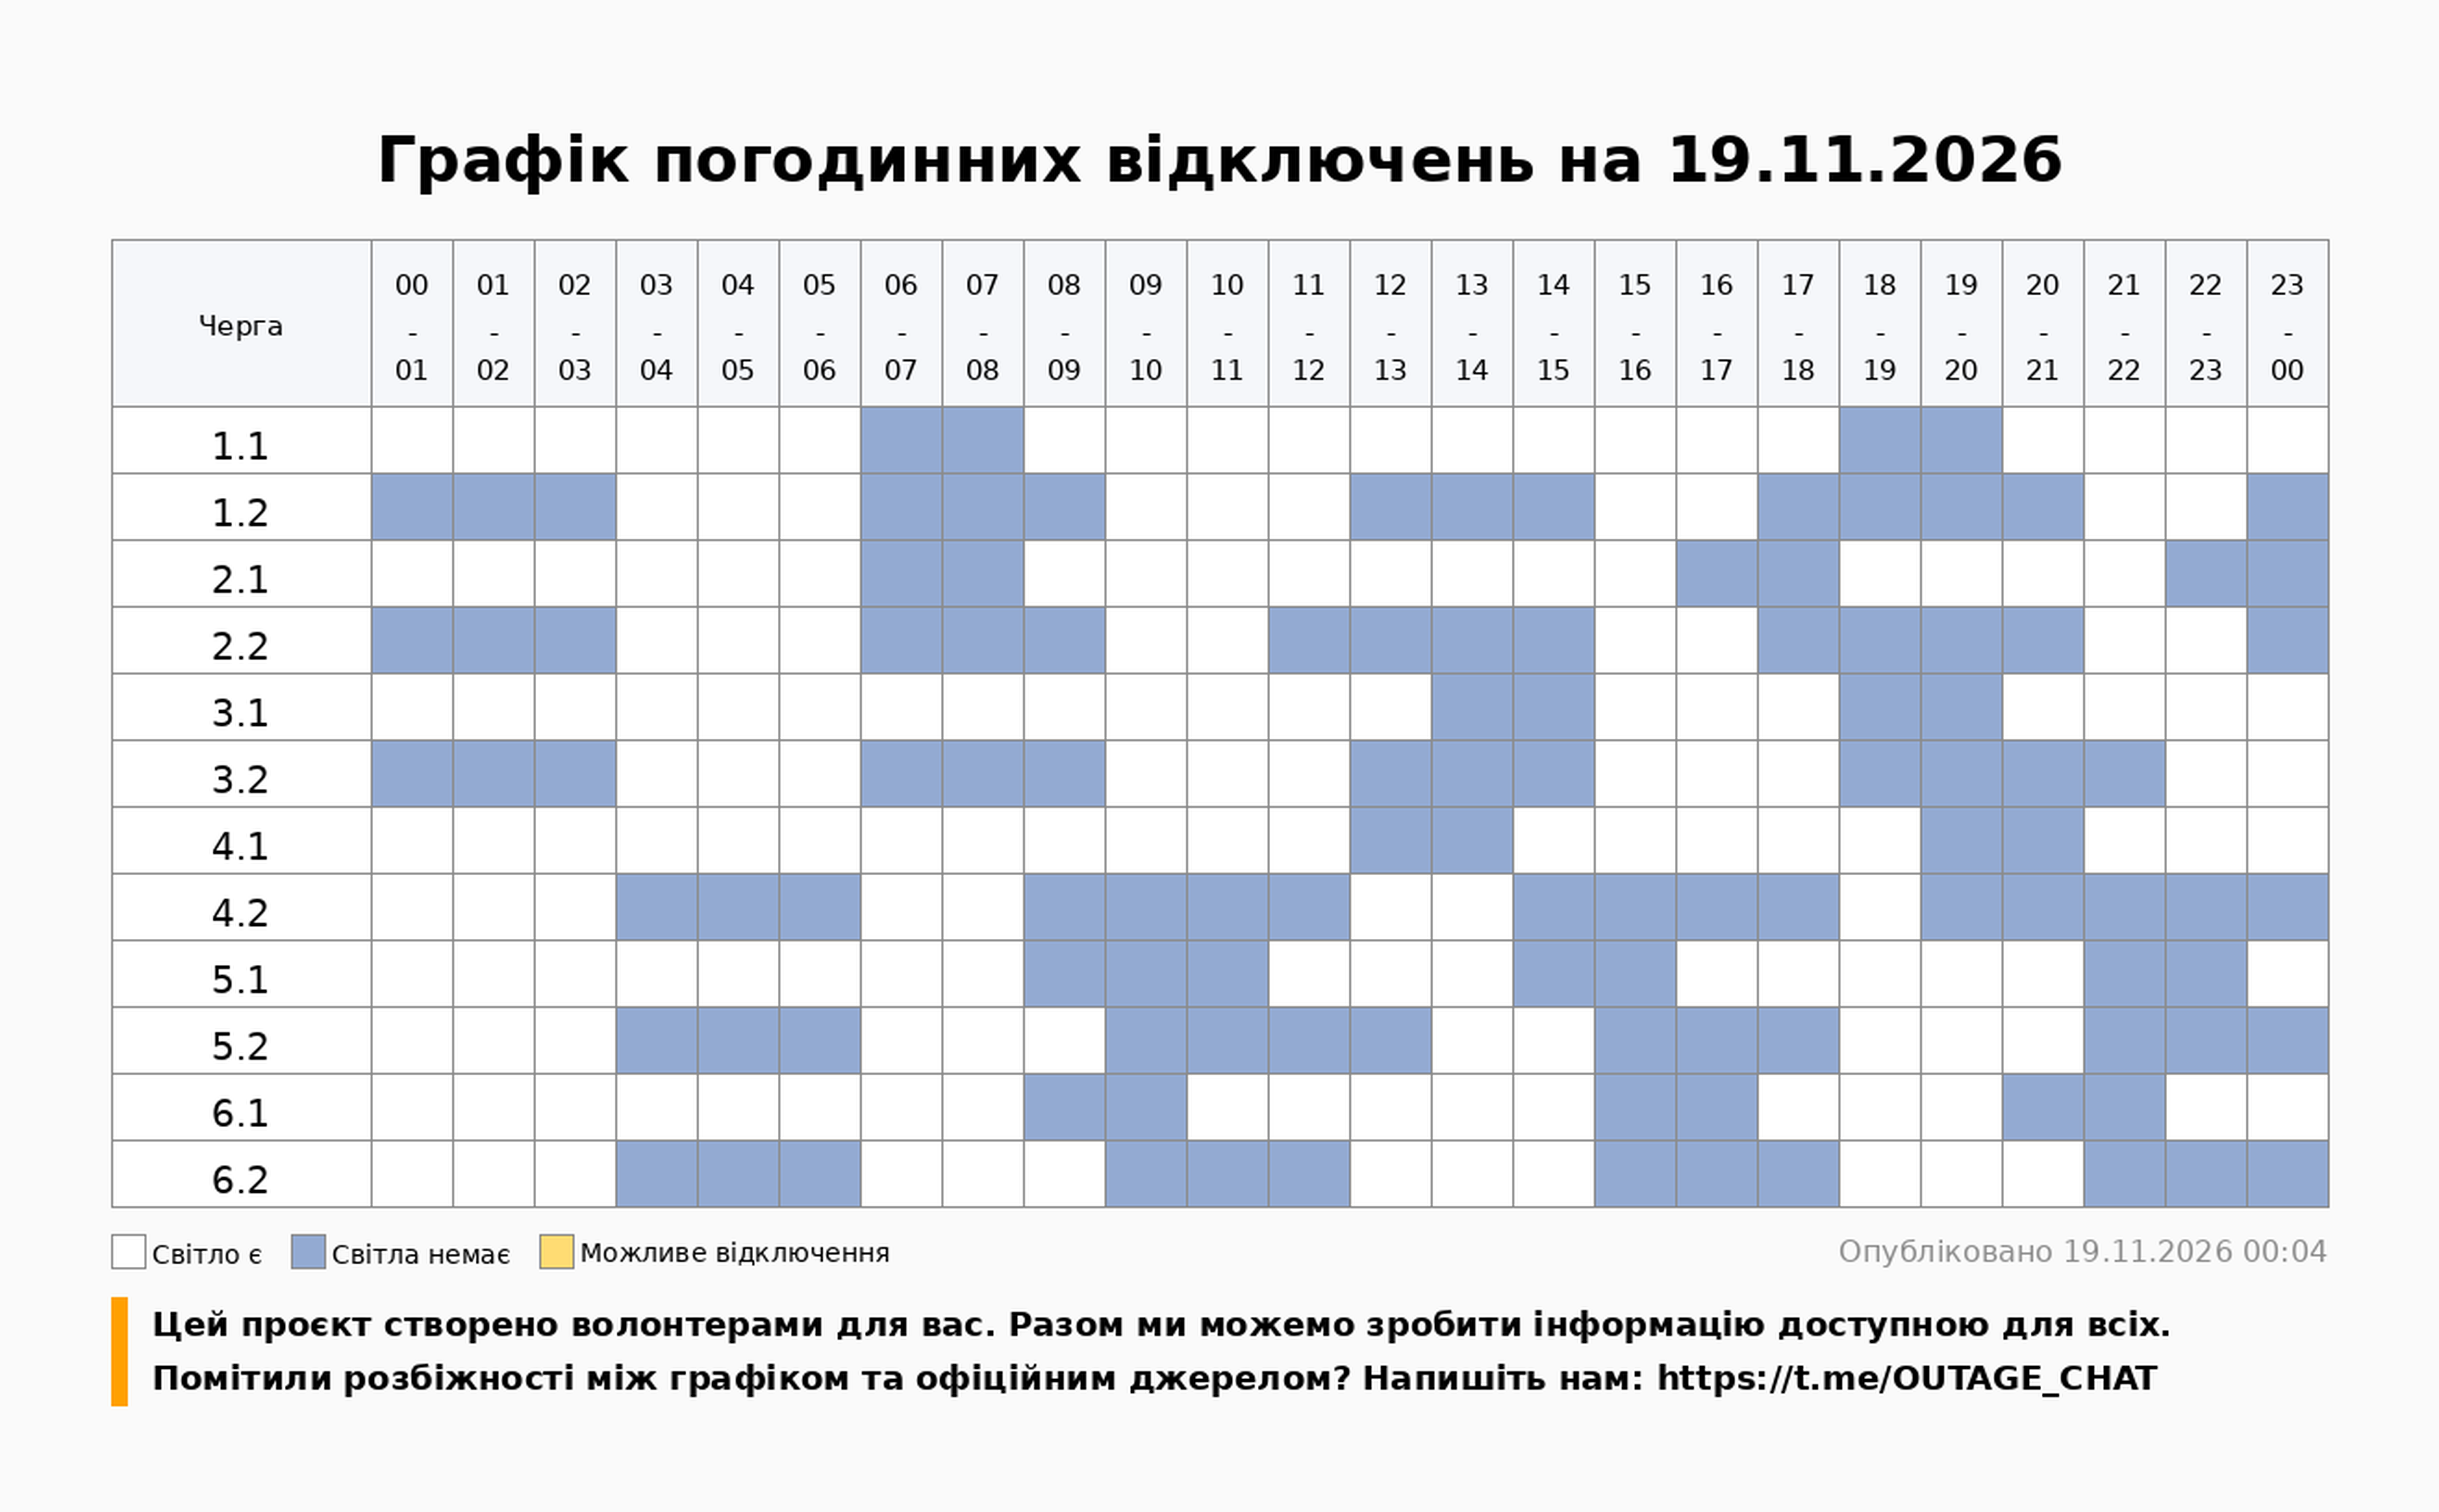 Графік погодинних відключень на 19.11.2026
Черга
00 - 01
01 - 02
02 - 03
03 - 04
04 - 05
05 - 06
06 - 07
07 - 08
08 - 09
09 - 10
10 - 11
11 - 12
12 - 13
13 - 14
14 - 15
15 - 16
16 - 17
17 - 18
18 - 19
19 - 20
20 - 21
21 - 22
22 - 23
23 - 00
1.1
1.2
2.1
2.2
3.1
3.2
4.1
4.2
5.1
5.2
6.1
6.2
Світло є
Світла немає
Можливе відключення
Опубліковано 19.11.2026 00:04
Цей проєкт створено волонтерами для вас. Разом ми можемо зробити інформацію доступною для всіх.
Помітили розбіжності між графіком та офіційним джерелом? Напишіть нам: https://t.me/OUTAGE_CHAT